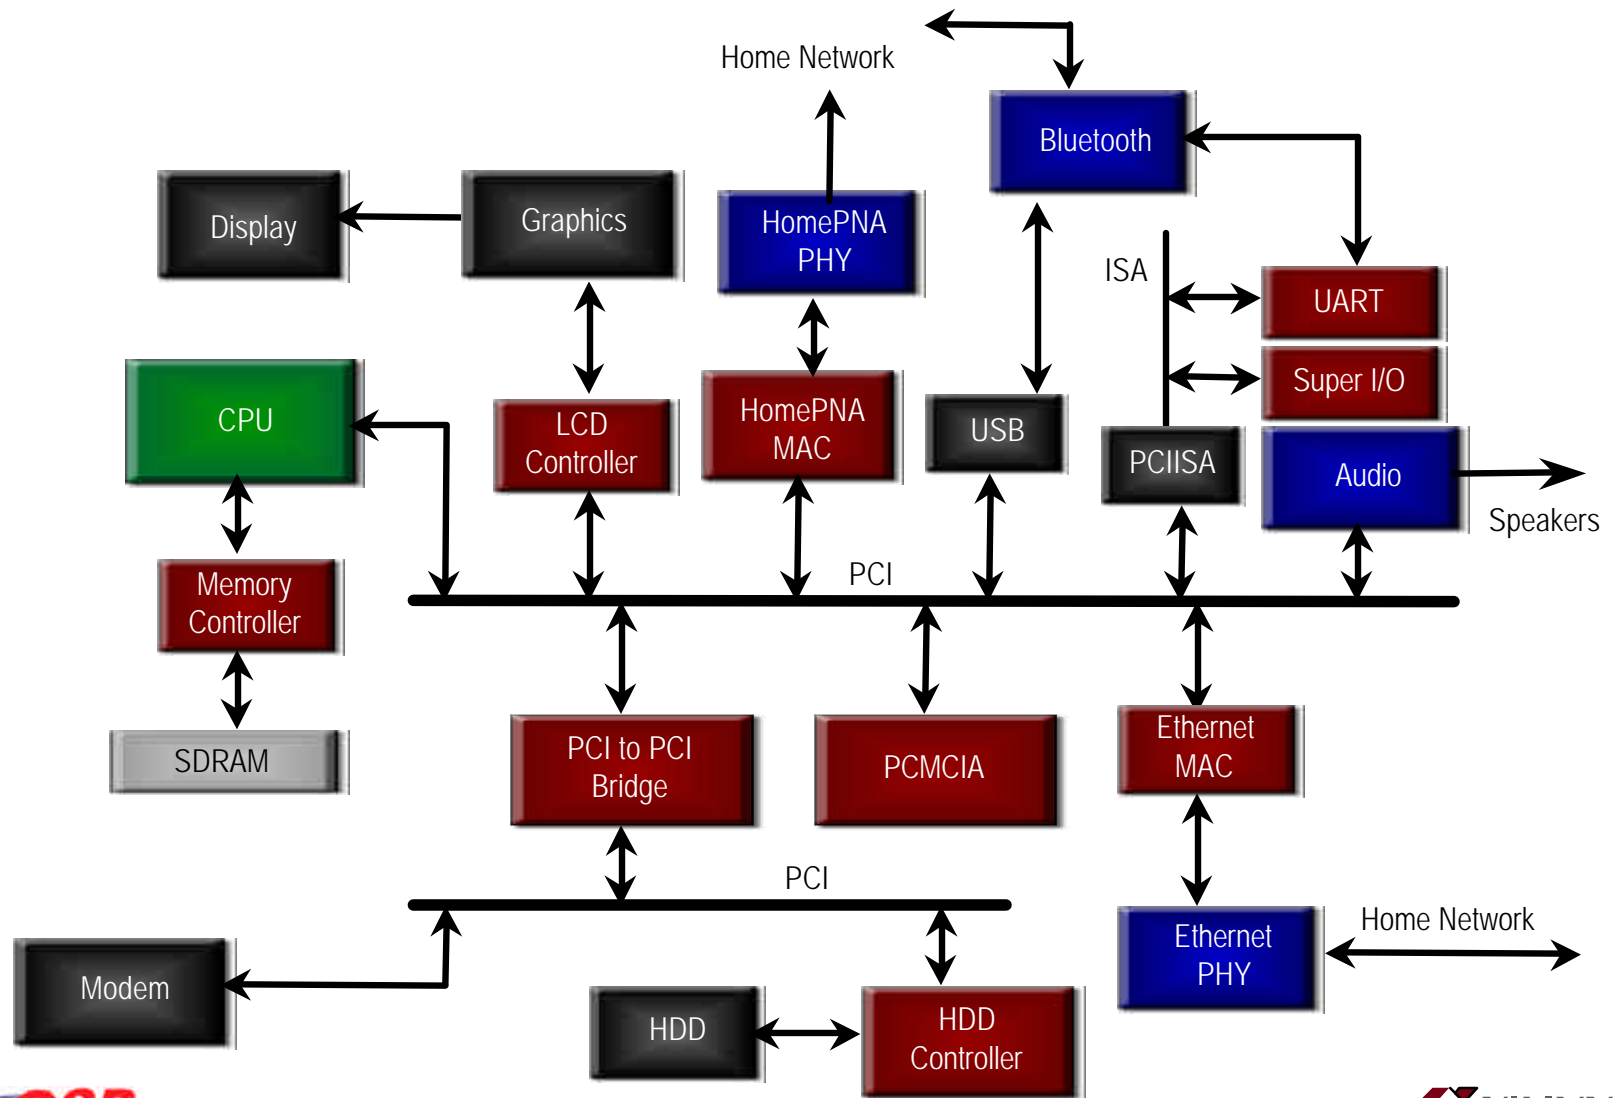 Home Network
Bluetooth
Display
Graphics
HomePNA
PHY
ISA
UART
Super I/O
CPU
LCD
Controller
HomePNA
MAC
USB
PCIISA
Audio
Speakers
PCI
Memory
Controller
SDRAM
PCI to PCI
Bridge
PCMCIA
Ethernet
MAC
PCI
Modem
HDD
HDD
Controller
Ethernet
PHY
Home Network